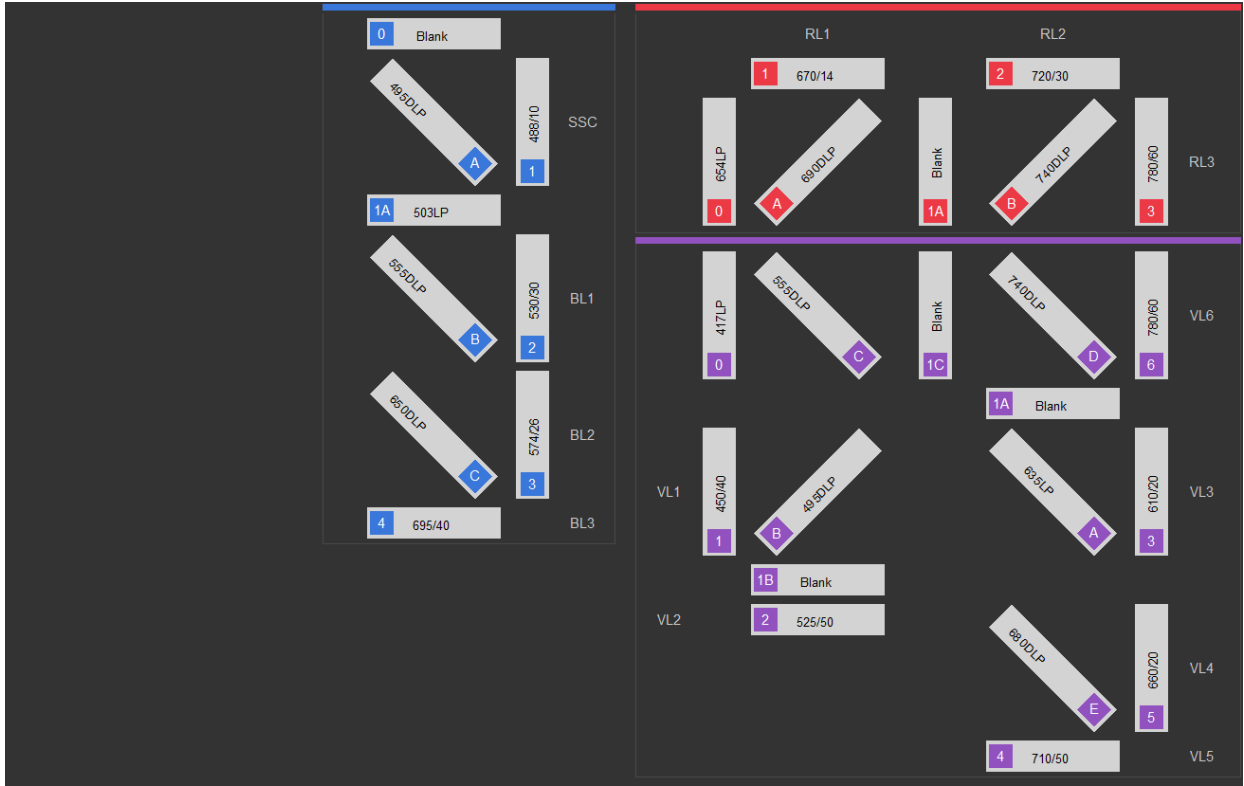 0 Blank
495DLP
A
488/10
1
SSC
1A 503LP
555DLP
B
530/30
2
BL1
650DLP
C
574/26
3
BL2
4 695/40
BL3
RL1
RL2
1 670/14
2 720/30
654LP
0
690DLP
A
Blank
1A
740DLP
B
780/60
3
RL3
417LP
0
555DLP
C
Blank
1C
740DLP
D
780/60
6
VL6
1A Blank
VL1
450/40
1
495DLP
B
635LP
A
610/20
3
VL3
1B Blank
VL2
2 525/50
680DLP
E
660/20
5
VL4
4 710/50
VL5